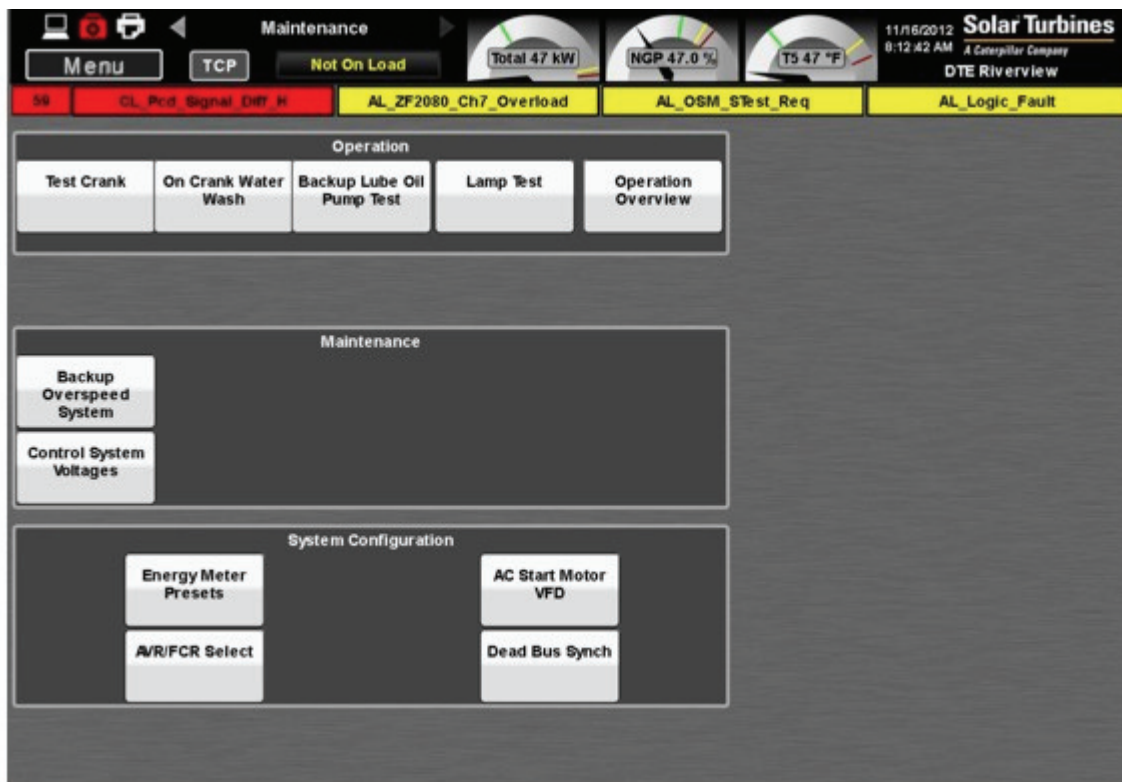 Maintenance
11/16/2012
8:12:42 AM
Solar Turbines
A Caterpillar Company
DTE Riverview
Menu
TCP
Not On Load
Total 47 kW
NGP 47.0 %
T5 47 °F
59
CL_Pcd_Signal_Diff_H
AL_ZF2080_Ch7_Overload
AL_OSM_STest_Req
AL_Logic_Fault
Operation
Test Crank
On Crank Water
Wash
Backup Lube Oil
Pump Test
Lamp Test
Operation
Overview
Maintenance
Backup
Overspeed
System
Control System
Voltages
System Configuration
Energy Meter
Presets
AC Start Motor
VFD
AVR/FCR Select
Dead Bus Synch